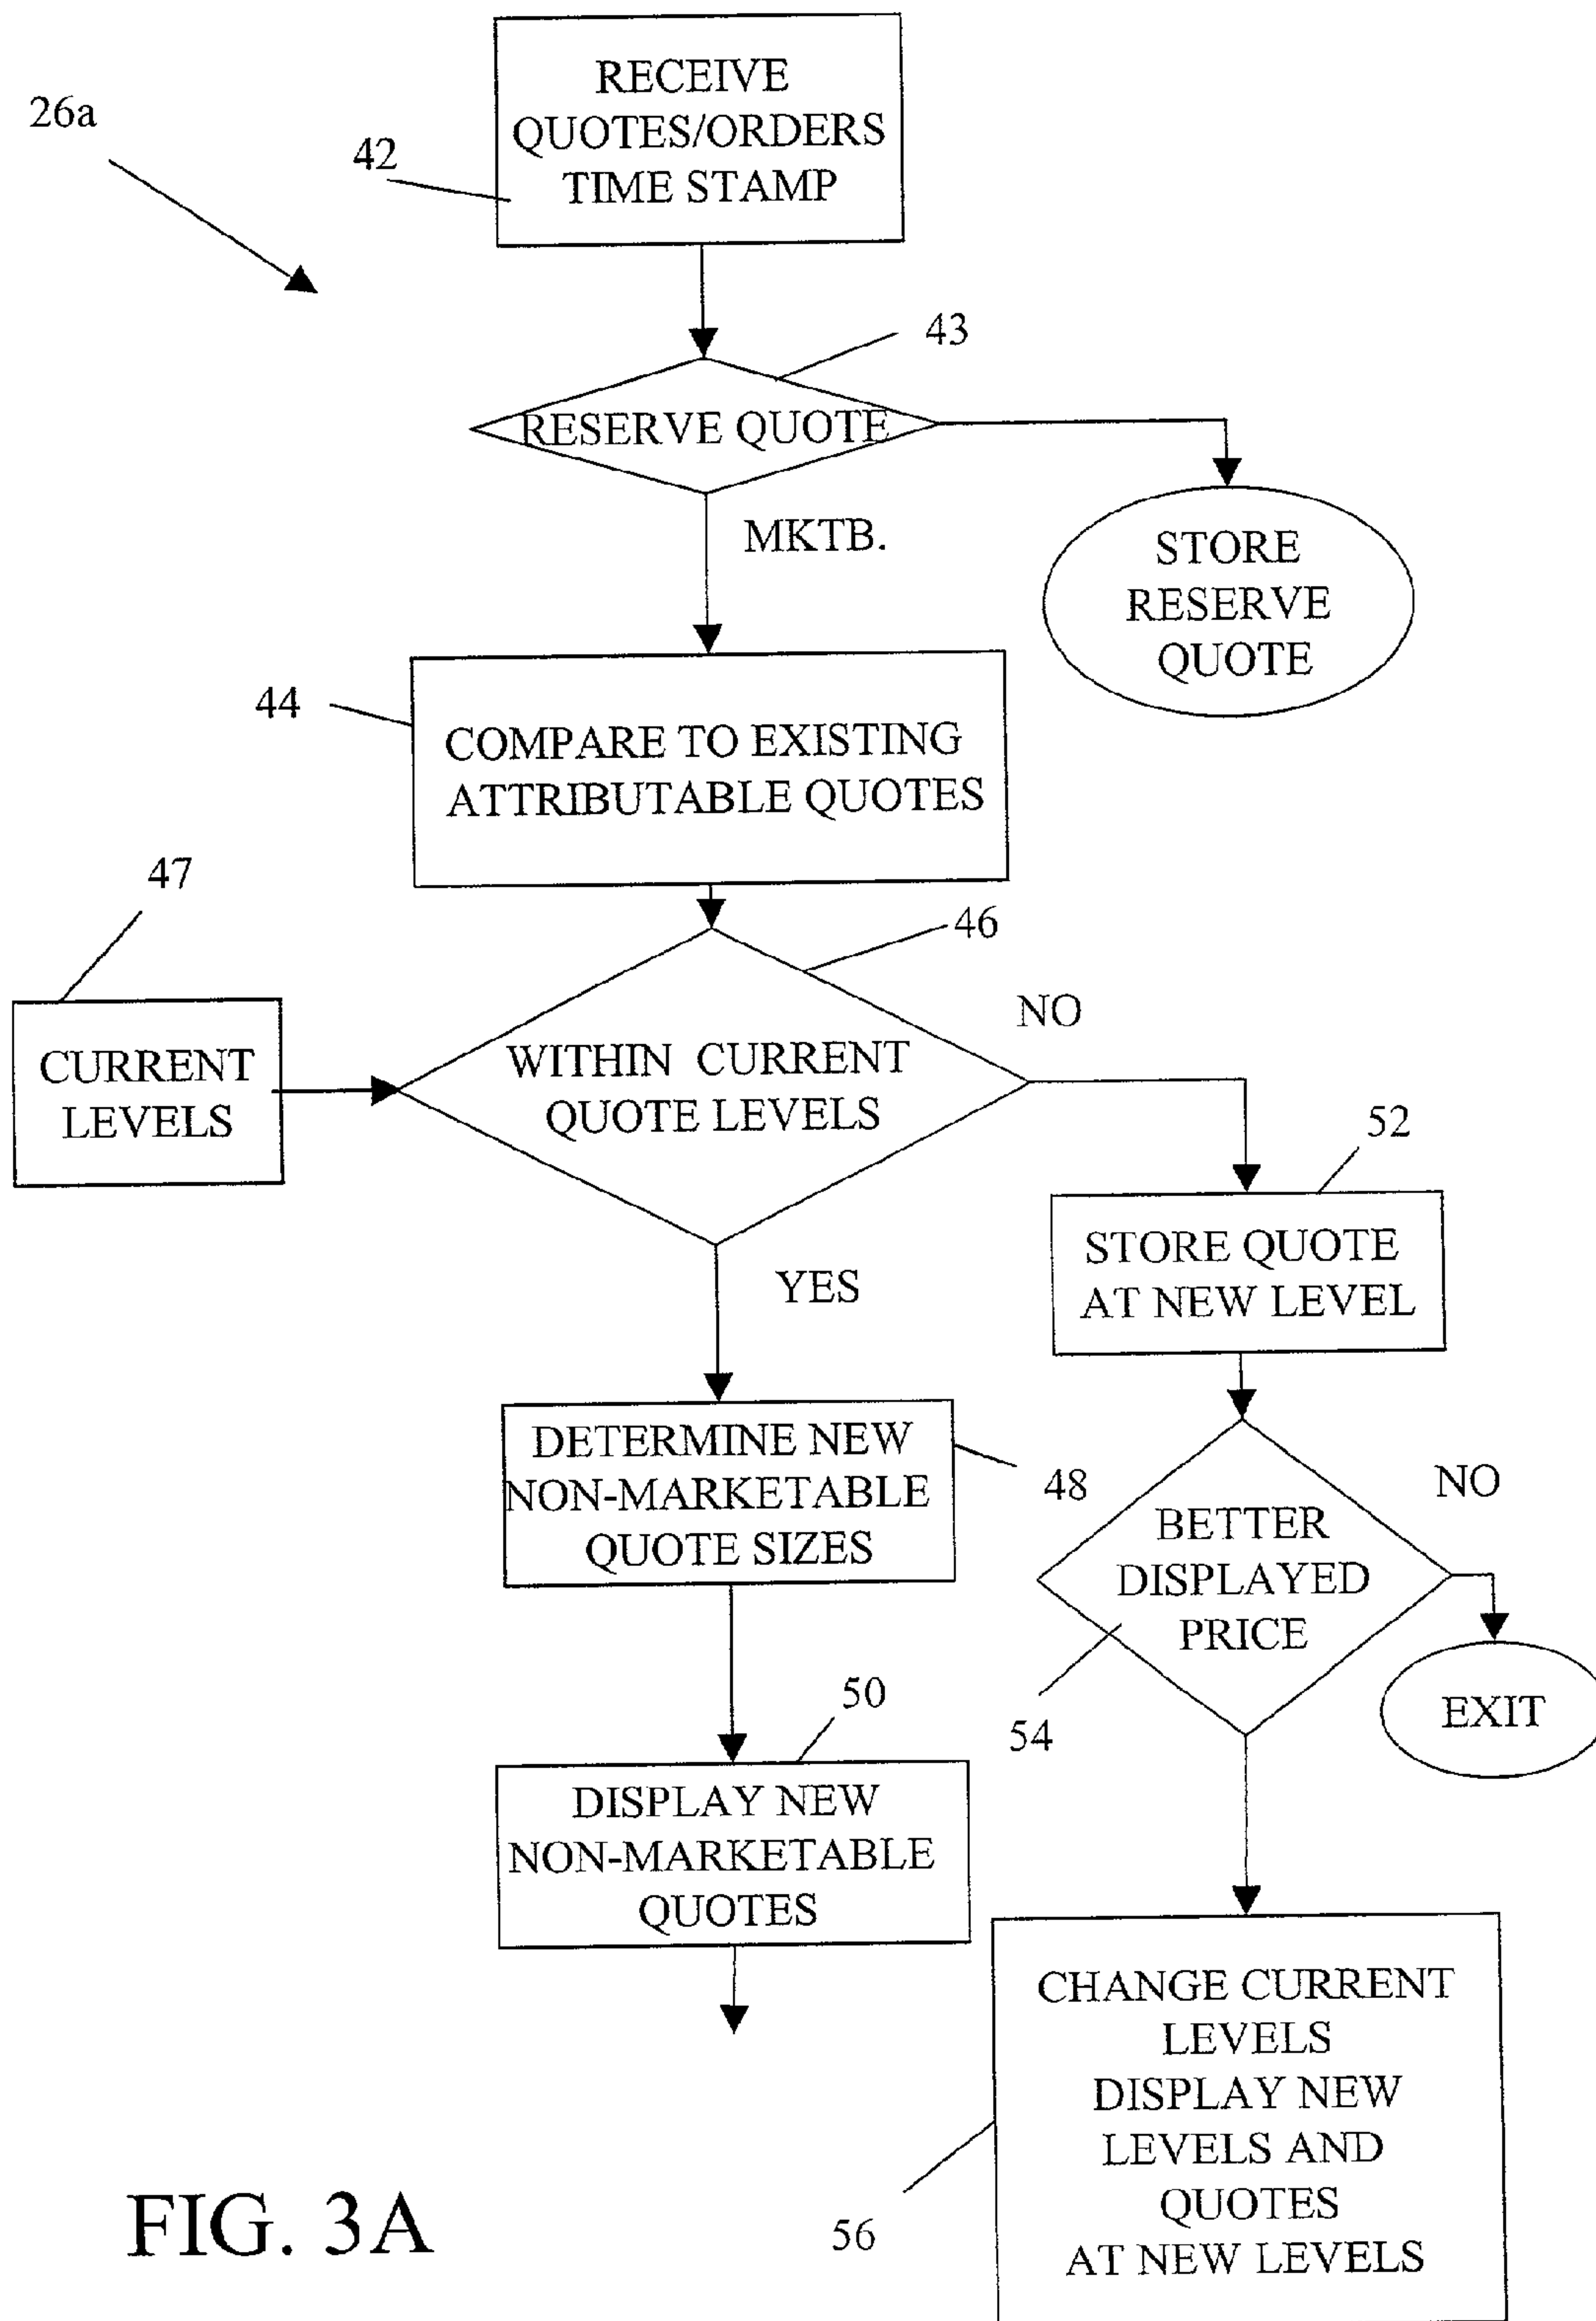 RECEIVE
QUOTES/ORDERS
TIME STAMP
26a
42
43
RESERVE QUOTE
MKTB.
STORE
RESERVE
QUOTE
44
COMPARE TO EXISTING
ATTRIBUTABLE QUOTES
47
46
NO
CURRENT
LEVELS
WITHIN CURRENT
QUOTE LEVELS
52
YES
STORE QUOTE
AT NEW LEVEL
DETERMINE NEW
NON-MARKETABLE
QUOTE SIZES
48
NO
BETTER
DISPLAYED
PRICE
50
54
EXIT
DISPLAY NEW
NON-MARKETABLE
QUOTES
CHANGE CURRENT
LEVELS
DISPLAY NEW
LEVELS AND
QUOTES
AT NEW LEVELS
56
FIG. 3A